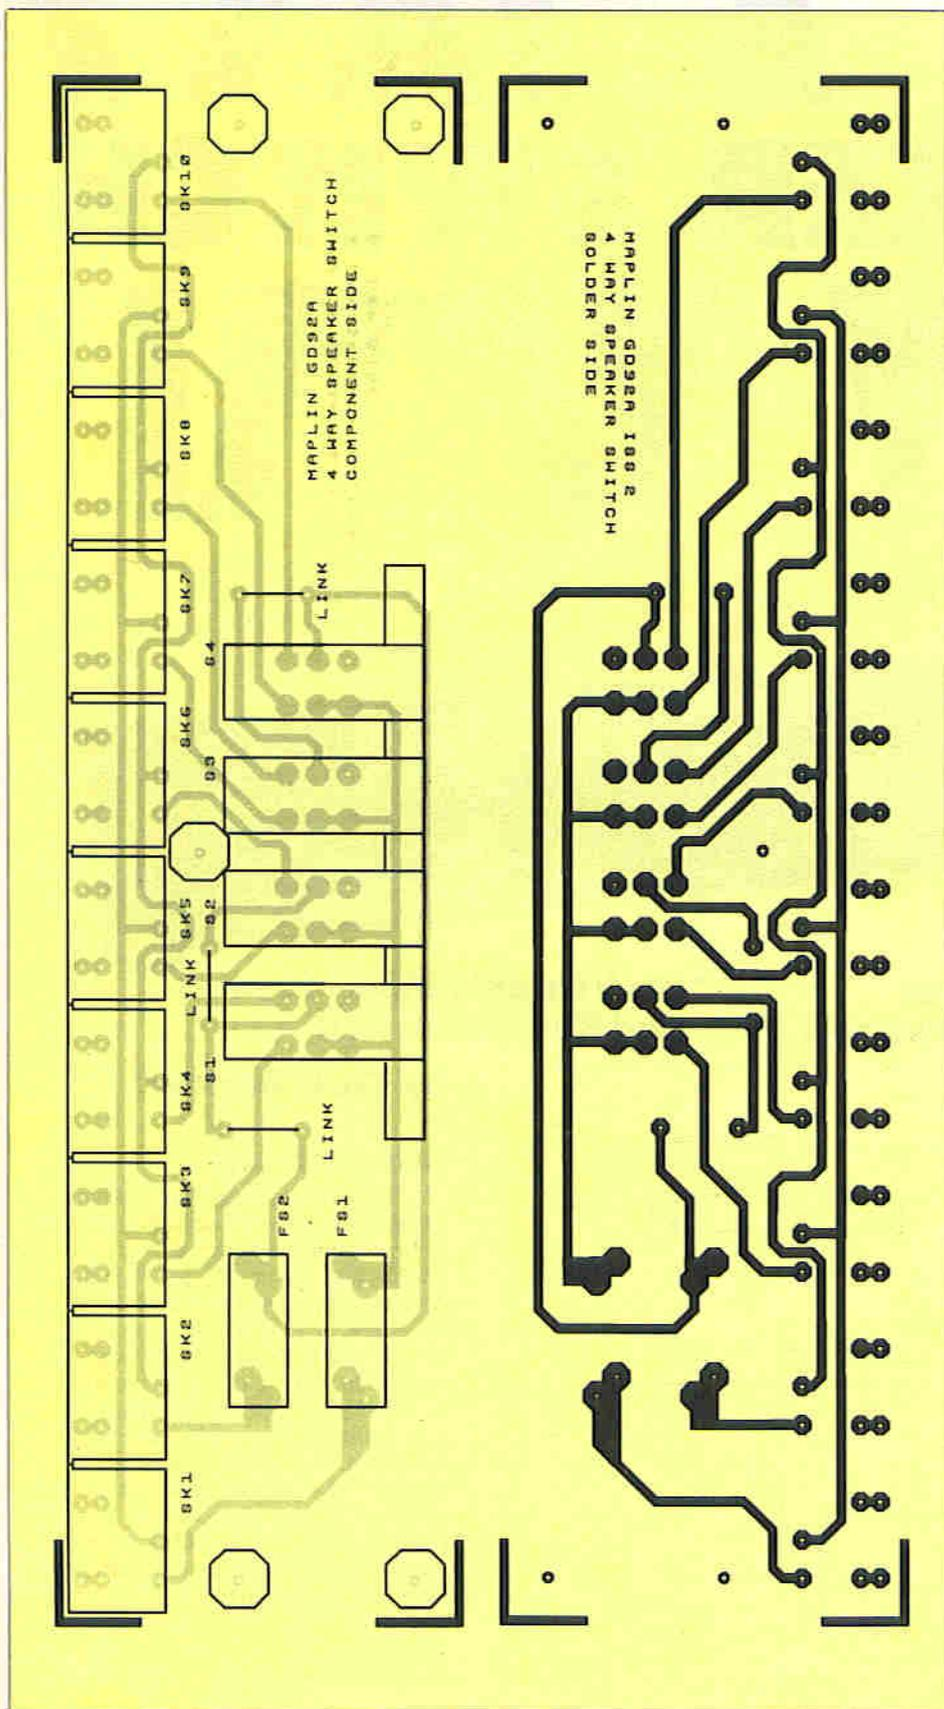 SK10
SK9
SK8
SK7
SK6
SK5
SK4
SK3
SK2
SK1
MAPLIN GD92A
4 WAY SPEAKER SWITCH
COMPONENT SIDE
LINK
S4
S3
S2
LINK
S1
LINK
FS2
FS1
MAPLIN GD92A ISS 2
4 WAY SPEAKER SWITCH
SOLDER SIDE